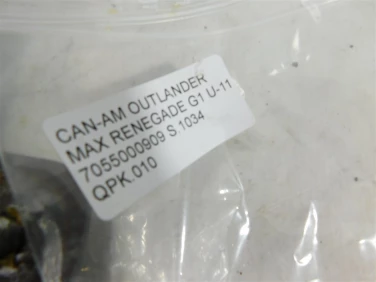 CAN-AM OUTLANDER
MAX RENEGADE G1 U-11
7055000909 S.1034
QPK.010